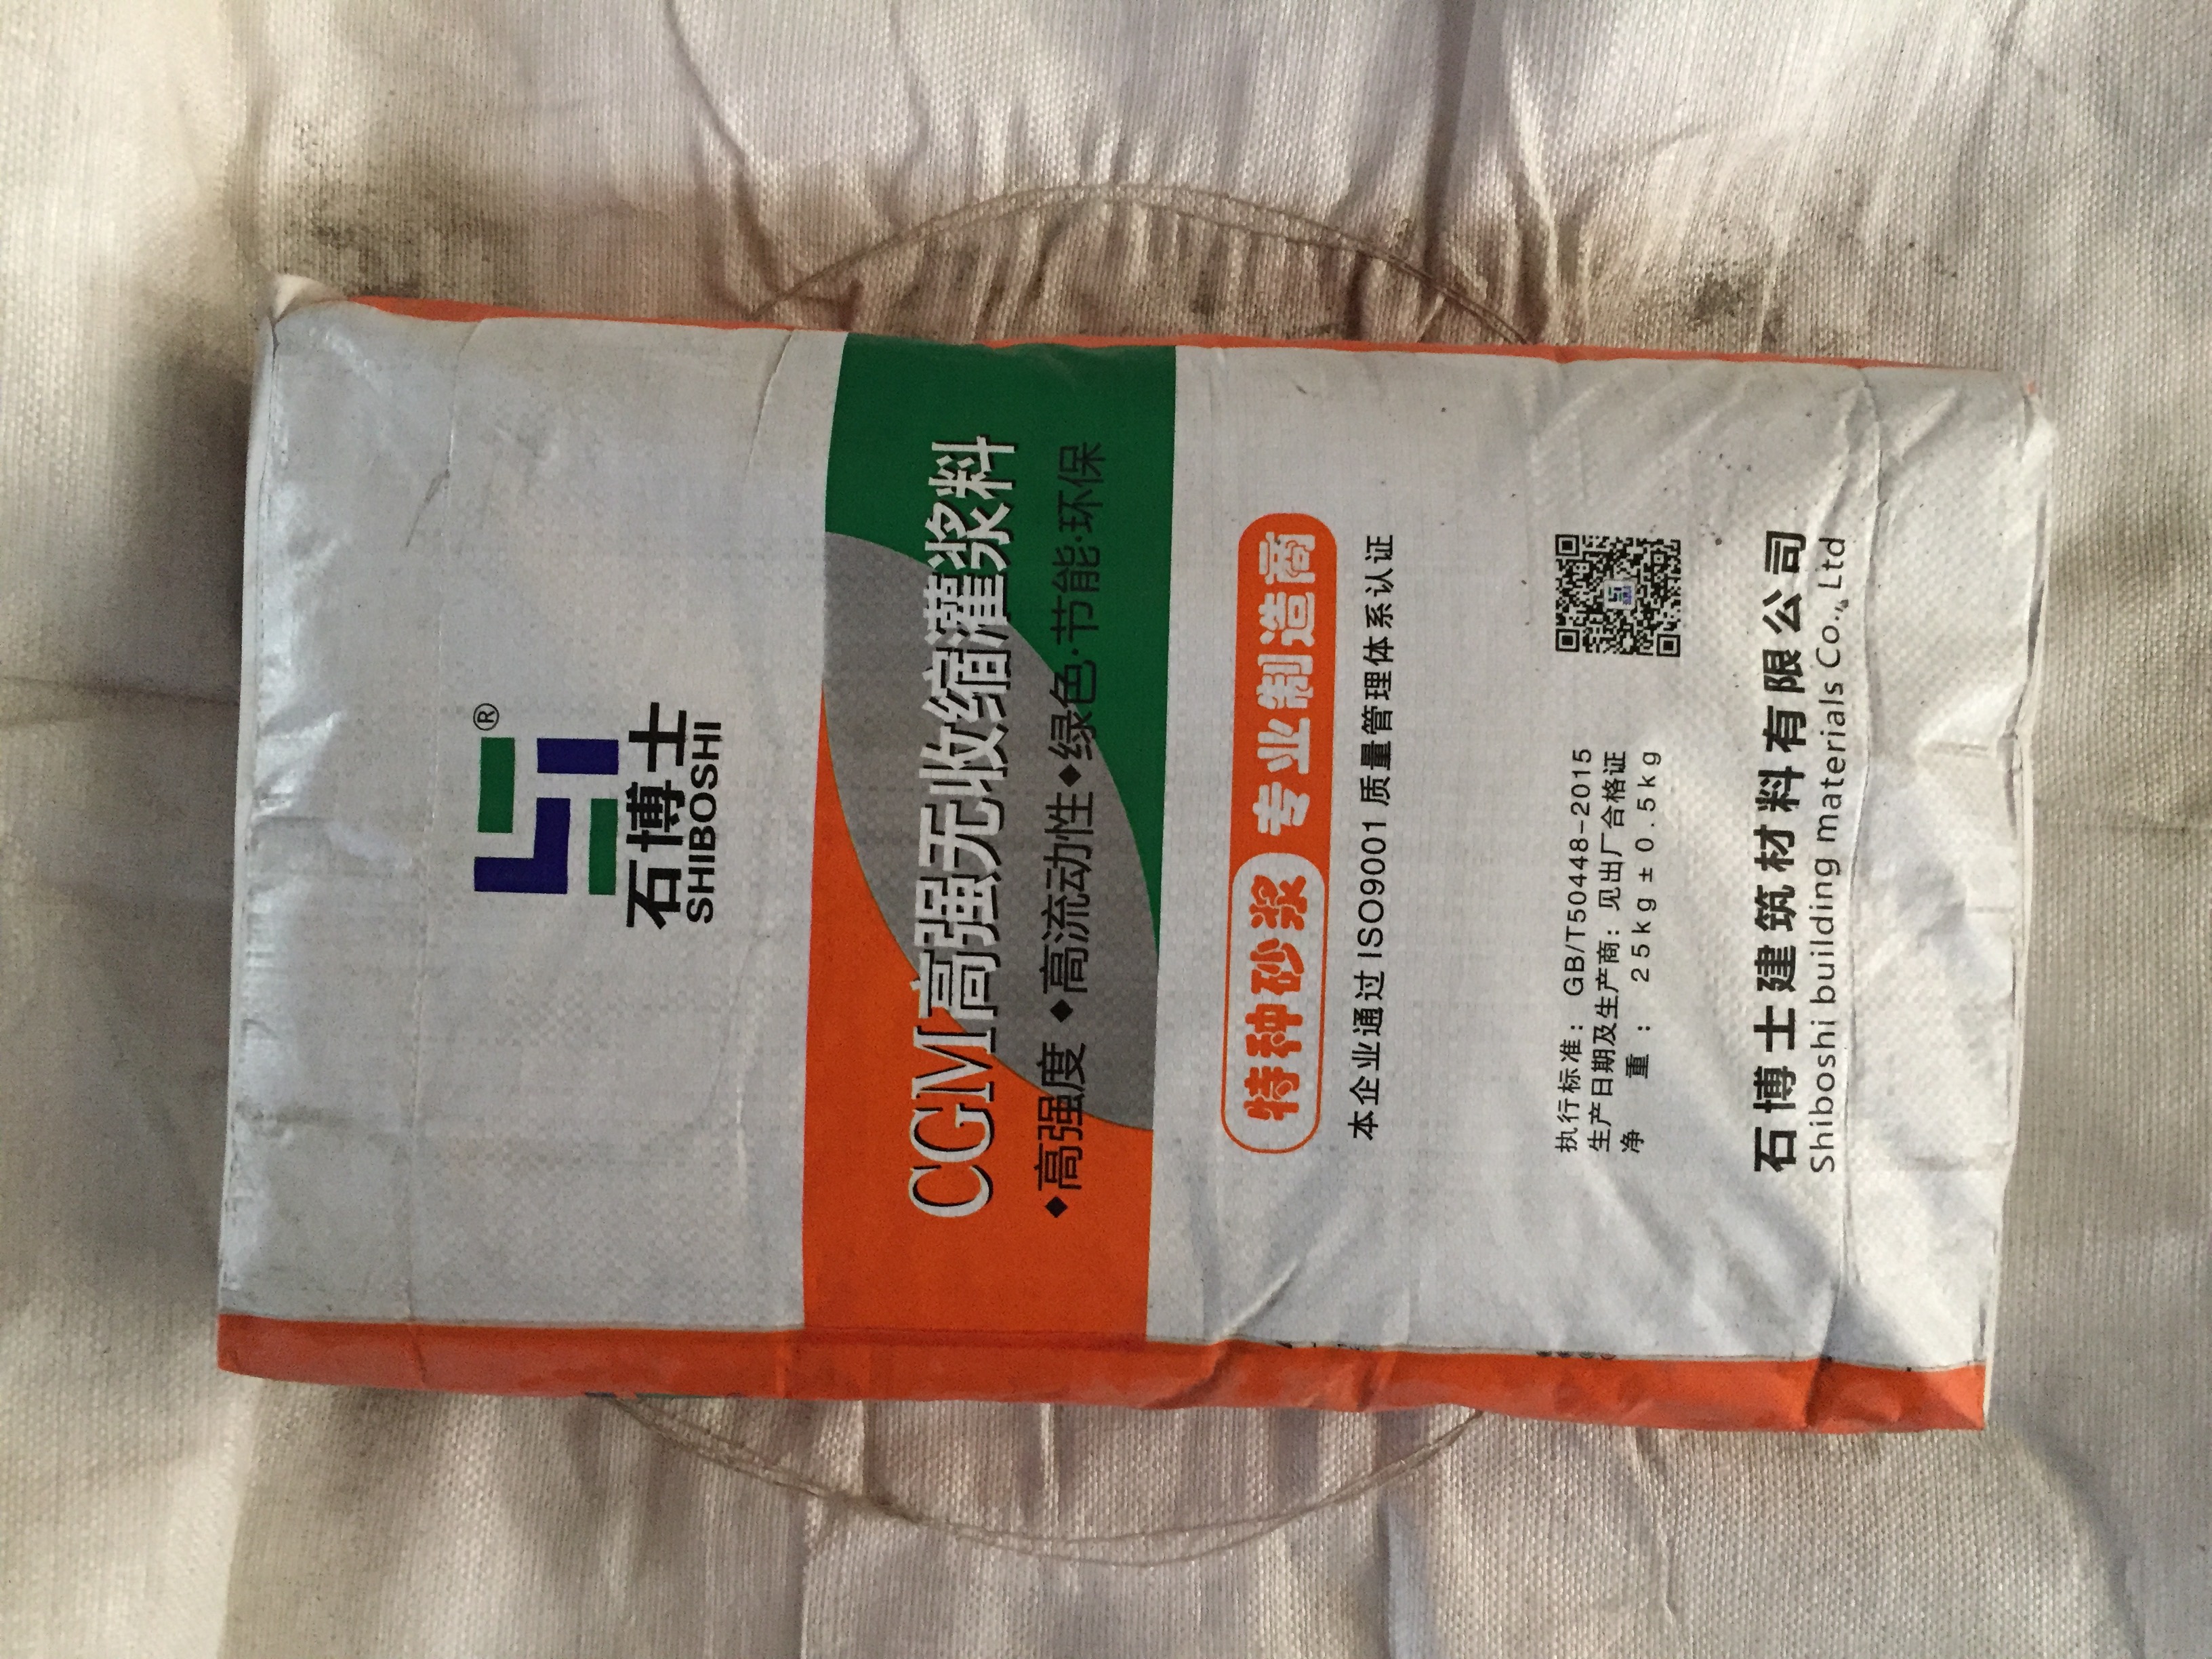 ®
石博士
SHIBOSHI
CGM高强无收缩灌浆料
◆高强度 ◆高流动性◆绿色·节能·环保
特种砂浆 专业制造商
本企业通过ISO9001质量管理体系认证
执行标准：GB/T50448-2015
生产日期及生产商：见出厂合格证
净 重：25kg±0.5kg
石博士建筑材料有限公司
Shiboshi building materials Co.,Ltd